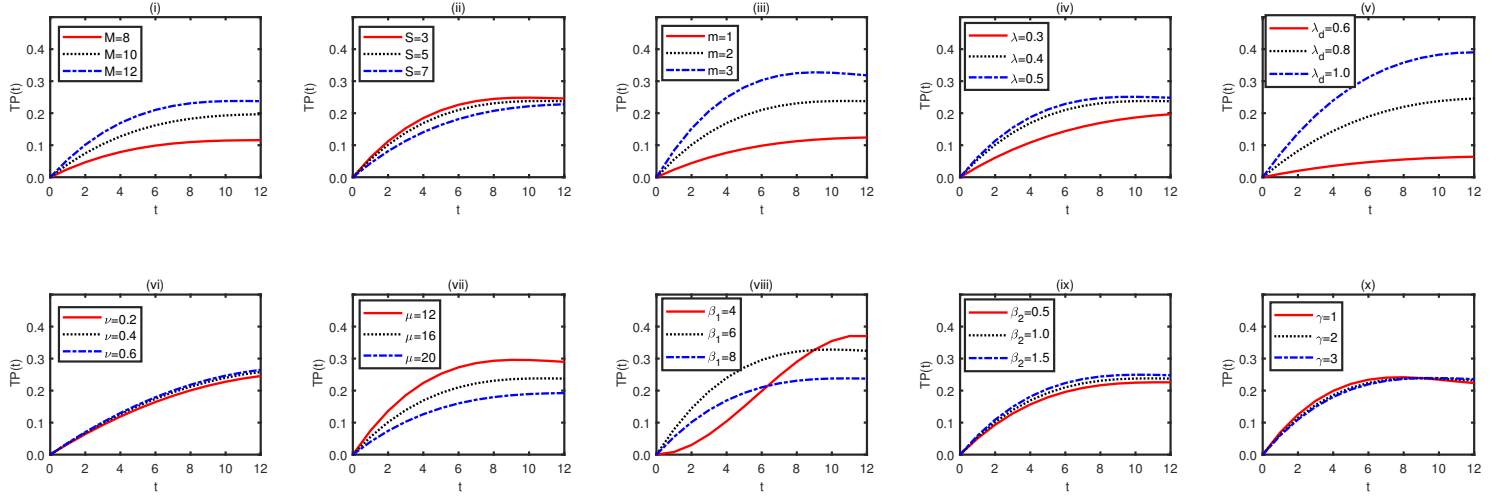 (i)
TP(t)
0.4
0.3
0.2
0.1
0.0
M=8
M=10
M=12
0 2 4 6 8 10 12
t
(ii)
TP(t)
0.4
0.3
0.2
0.1
0.0
S=3
S=5
S=7
0 2 4 6 8 10 12
t
(iii)
TP(t)
0.4
0.3
0.2
0.1
0.0
m=1
m=2
m=3
0 2 4 6 8 10 12
t
(iv)
TP(t)
0.4
0.3
0.2
0.1
0.0
λ=0.3
λ=0.4
λ=0.5
0 2 4 6 8 10 12
t
(v)
TP(t)
0.4
0.3
0.2
0.1
0.0
λd=0.6
λd=0.8
λd=1.0
0 2 4 6 8 10 12
t
(vi)
TP(t)
0.4
0.3
0.2
0.1
0.0
ν=0.2
ν=0.4
ν=0.6
0 2 4 6 8 10 12
t
(vii)
TP(t)
0.4
0.3
0.2
0.1
0.0
μ=12
μ=16
μ=20
0 2 4 6 8 10 12
t
(viii)
TP(t)
0.4
0.3
0.2
0.1
0.0
β1=4
β1=6
β1=8
0 2 4 6 8 10 12
t
(ix)
TP(t)
0.4
0.3
0.2
0.1
0.0
β2=0.5
β2=1.0
β2=1.5
0 2 4 6 8 10 12
t
(x)
TP(t)
0.4
0.3
0.2
0.1
0.0
γ=1
γ=2
γ=3
0 2 4 6 8 10 12
t